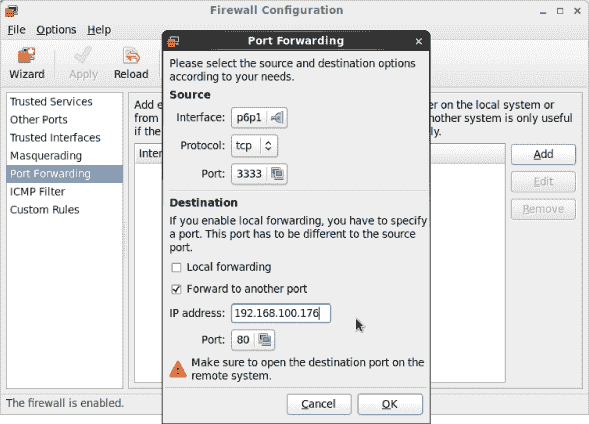 Firewall Configuration
File Options Help
Wizard Apply Reload
Trusted Services
Other Ports
Trusted Interfaces
Masquerading
Port Forwarding
ICMP Filter
Custom Rules
Add e
er on the local system or
from
nother system is only useful
if the
ly.
Inter
Add
Edit
Remove
Port Forwarding
Please select the source and destination options
according to your needs.
Source
Interface: p6p1
Protocol: tcp
Port: 3333
Destination
If you enable local forwarding, you have to specify
a port. This port has to be different to the source
port.
Local forwarding
Forward to another port
IP address: 192.168.100.176
Port: 80
Make sure to open the destination port on the
remote system.
Cancel OK
The firewall is enabled.